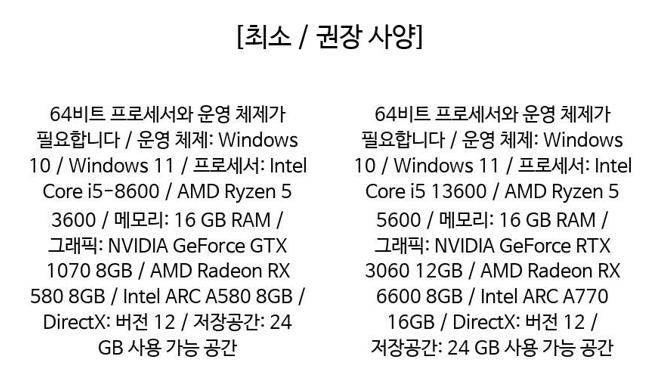 [최소 / 권장 사양]
64비트 프로세서와 운영 체제가
필요합니다 / 운영 체제: Windows
10 / Windows 11 / 프로세서: Intel
Core i5-8600 / AMD Ryzen 5
3600 / 메모리: 16 GB RAM /
그래픽: NVIDIA GeForce GTX
1070 8GB / AMD Radeon RX
580 8GB / Intel ARC A580 8GB /
DirectX: 버전 12 / 저장공간: 24
GB 사용 가능 공간
64비트 프로세서와 운영 체제가
필요합니다 / 운영 체제: Windows
10 / Windows 11 / 프로세서: Intel
Core i5 13600 / AMD Ryzen 5
5600 / 메모리: 16 GB RAM /
그래픽: NVIDIA GeForce RTX
3060 12GB / AMD Radeon RX
6600 8GB / Intel ARC A770
16GB / DirectX: 버전 12 /
저장공간: 24 GB 사용 가능 공간